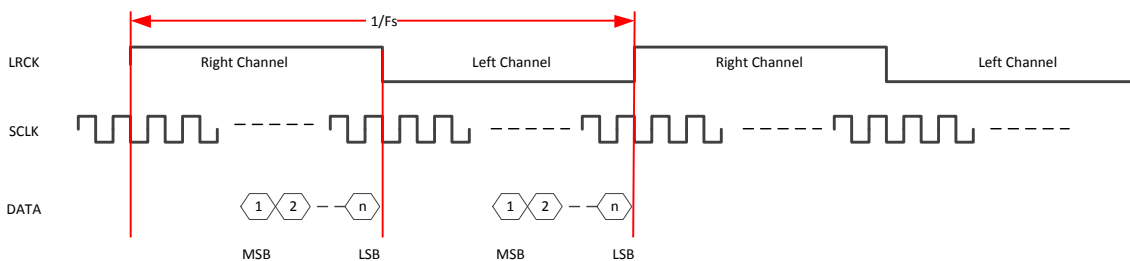 1/Fs
LRCK Right Channel Left Channel Right Channel Left Channel
SCLK
DATA 1 2 n 1 2 n
MSB LSB MSB LSB